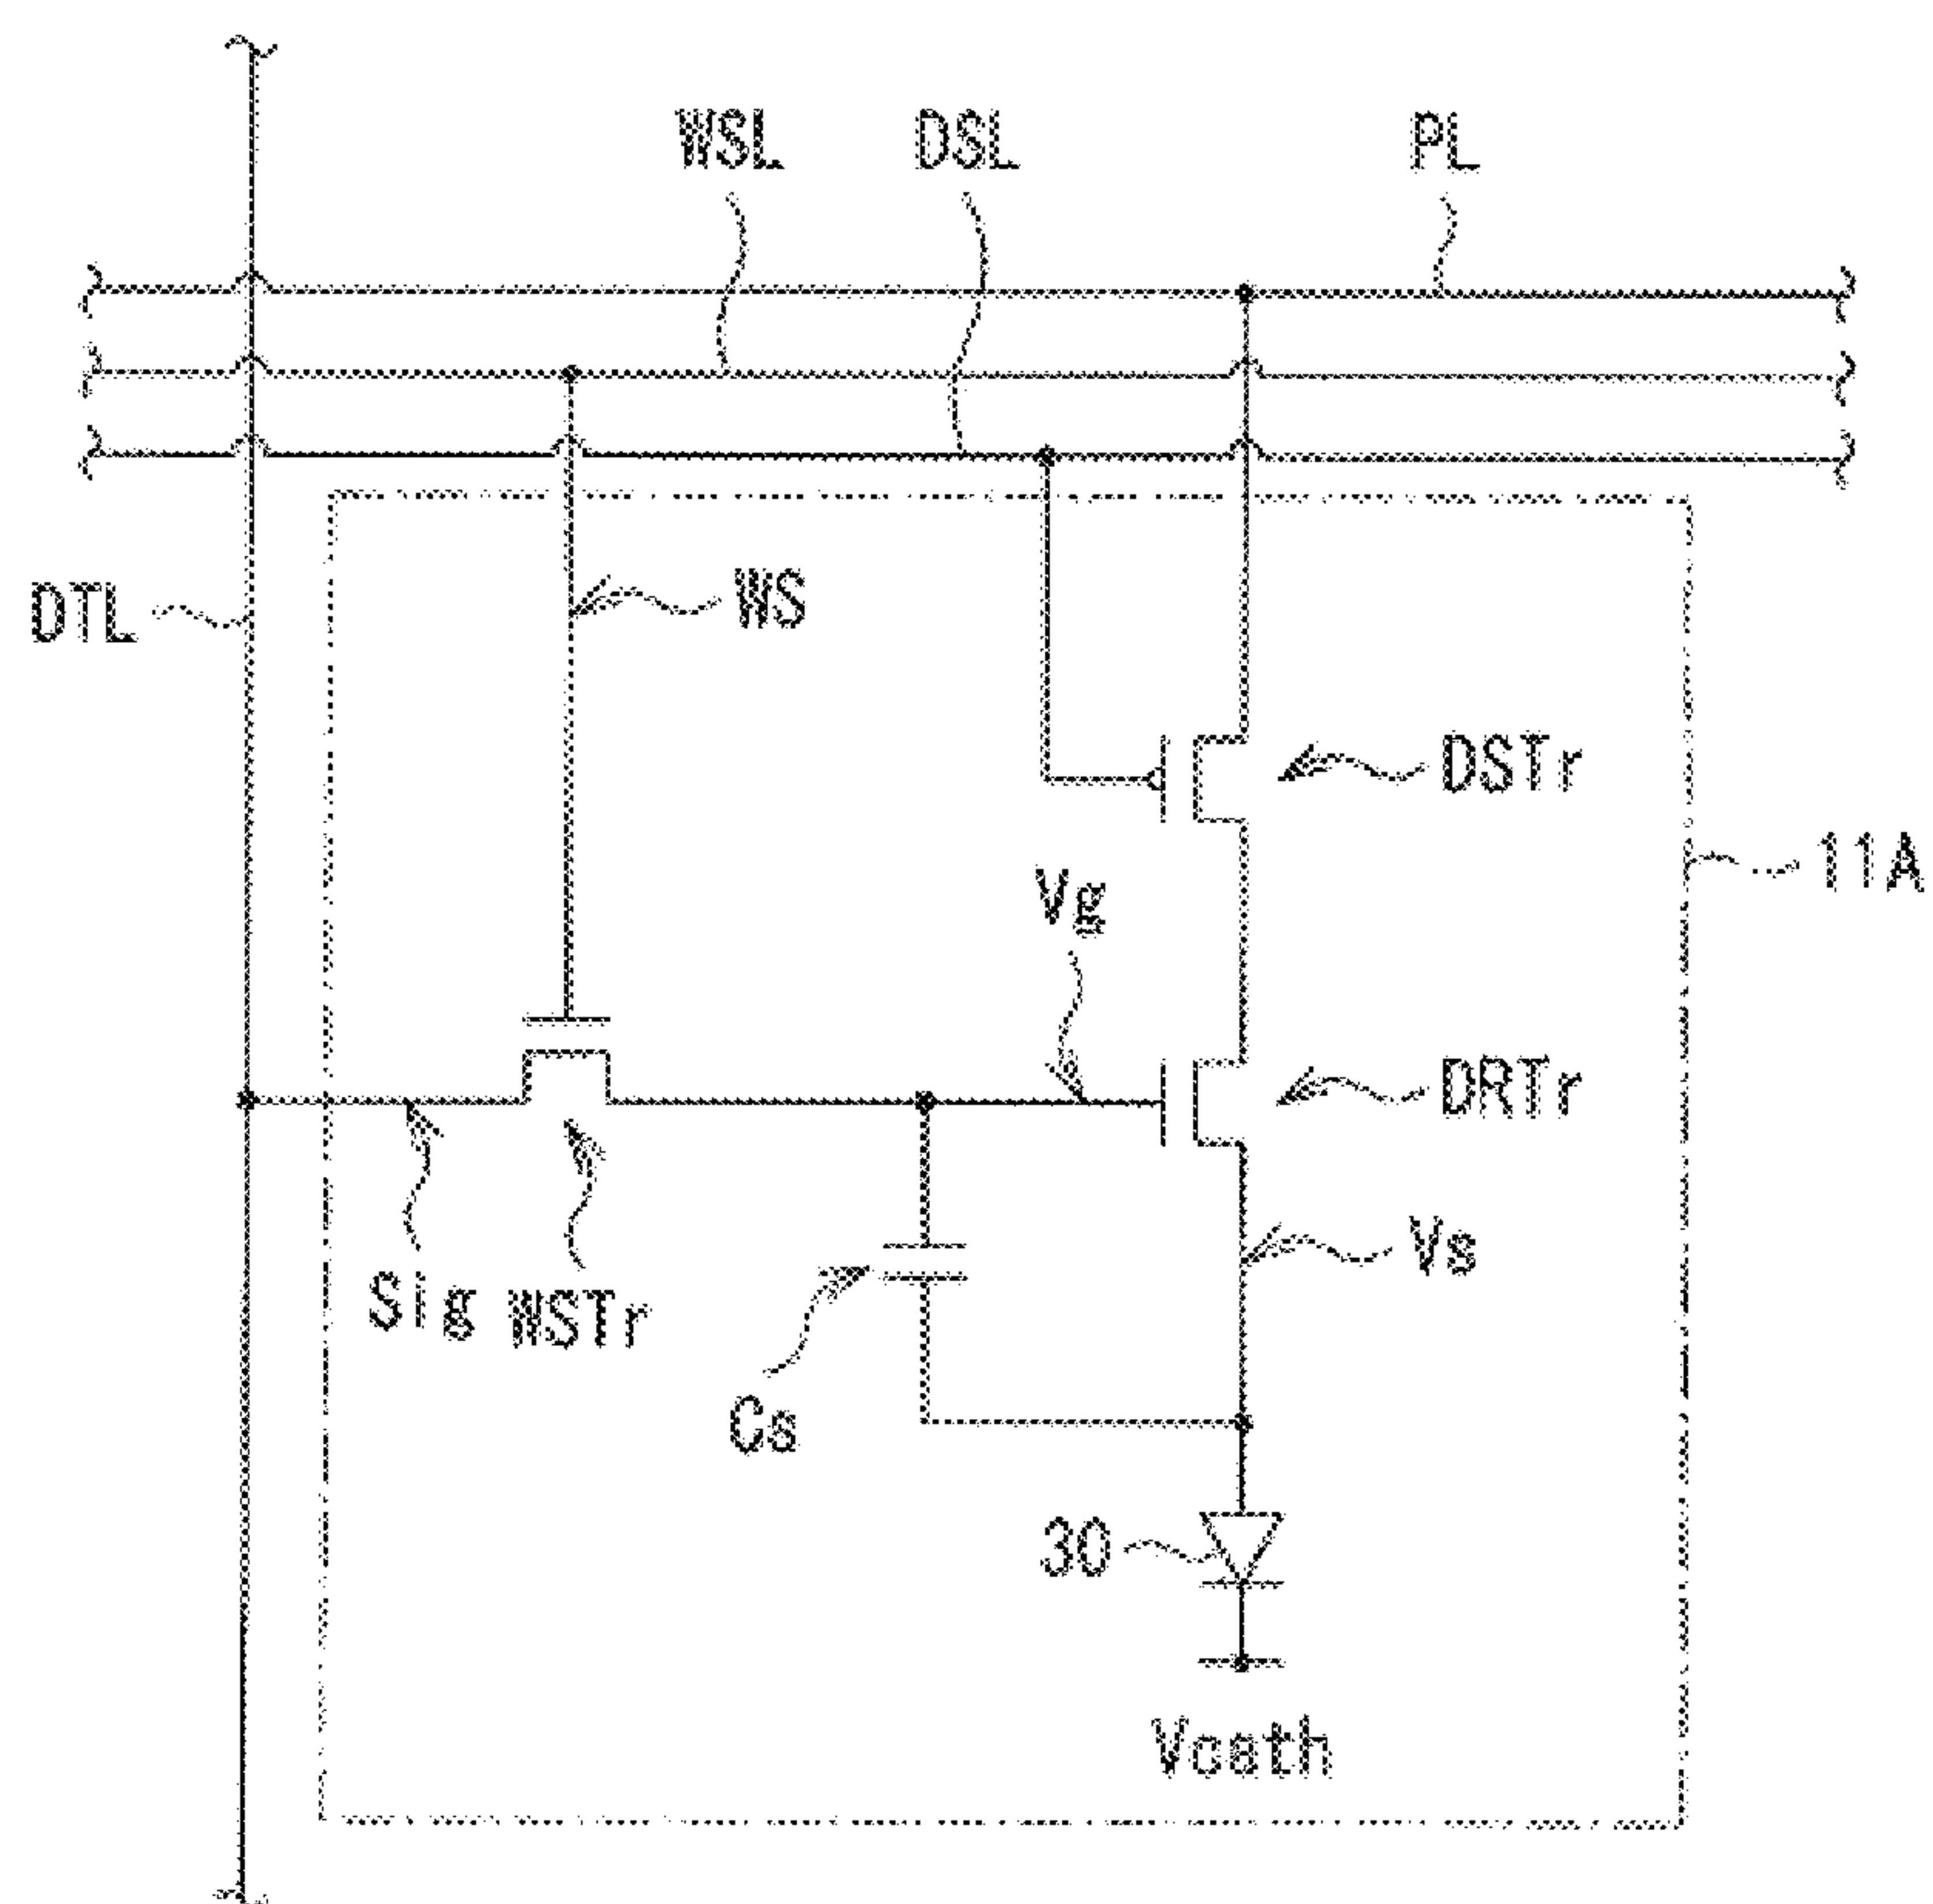 WSL DSL PL
DTL
WS
DSTr
11A
Vg
DRTr
Vs
Sig WSTr
Cs
30
Vcath